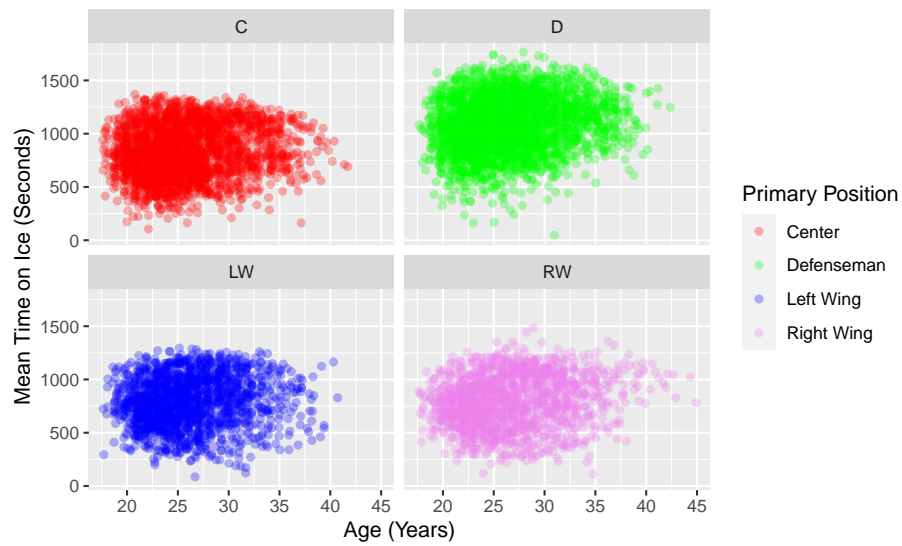 C D
1500
1000
500
0
LW RW
1500
1000
500
0
20 25 30 35 40 45 20 25 30 35 40 45
Age (Years)
Mean Time on Ice (Seconds)
Primary Position
Center
Defenseman
Left Wing
Right Wing